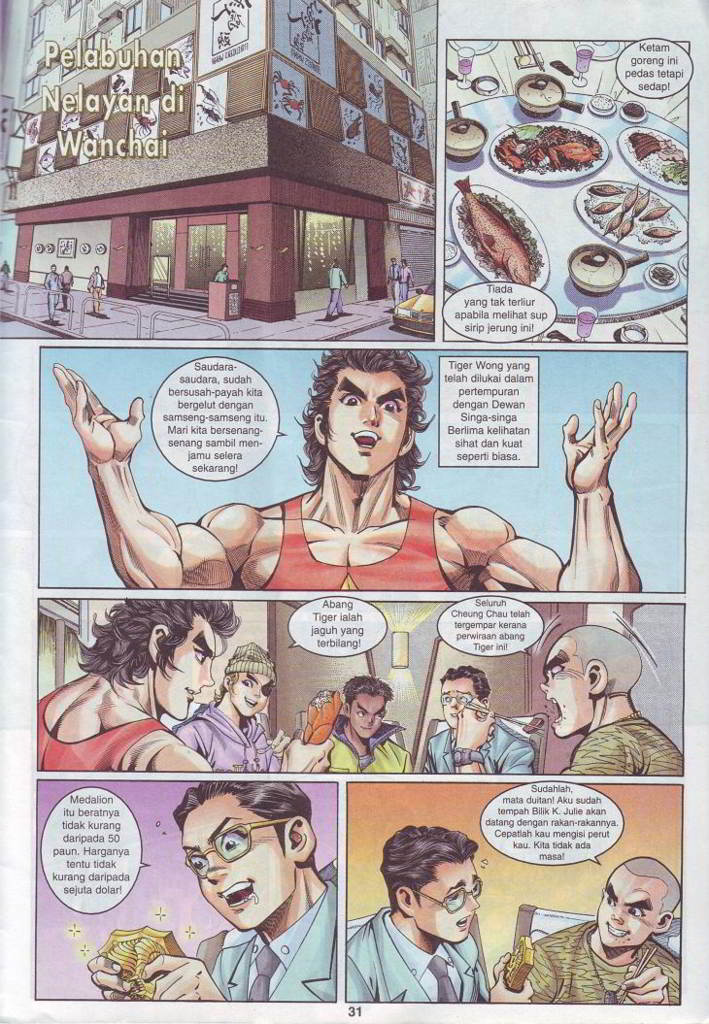 Pelabuhan
Nelayan di
Wanchai
Ketam
goreng ini
pedas tetapi
sedap!
Tiada
yang tak terliur
apabila melihat sup
sirip jerung ini!
Saudara-
saudara, sudah
bersusah-payah kita
bergelut dengan
samseng-samseng itu.
Mari kita bersenang-
senang sambil men-
jamu selera
sekarang!
Tiger Wong yang
telah dilukai dalam
pertempuran
dengan Dewan
Singa-singa
Berlima kelihatan
sihat dan kuat
seperti biasa.
Abang
Tiger ialah
jaguh yang
terbilang!
Seluruh
Cheung Chau telah
tergempar kerana
perwiraan abang
Tiger ini!
Medalion
itu beratnya
tidak kurang
daripada 50
paun. Harganya
tentu tidak
kurang daripada
sejuta dolar!
Sudahlah,
mata duitan! Aku sudah
tempah Bilik K. Julie akan
datang dengan rakan-rakannya.
Cepatlah kau mengisi perut
kau. Kita tidak ada
masa!
31